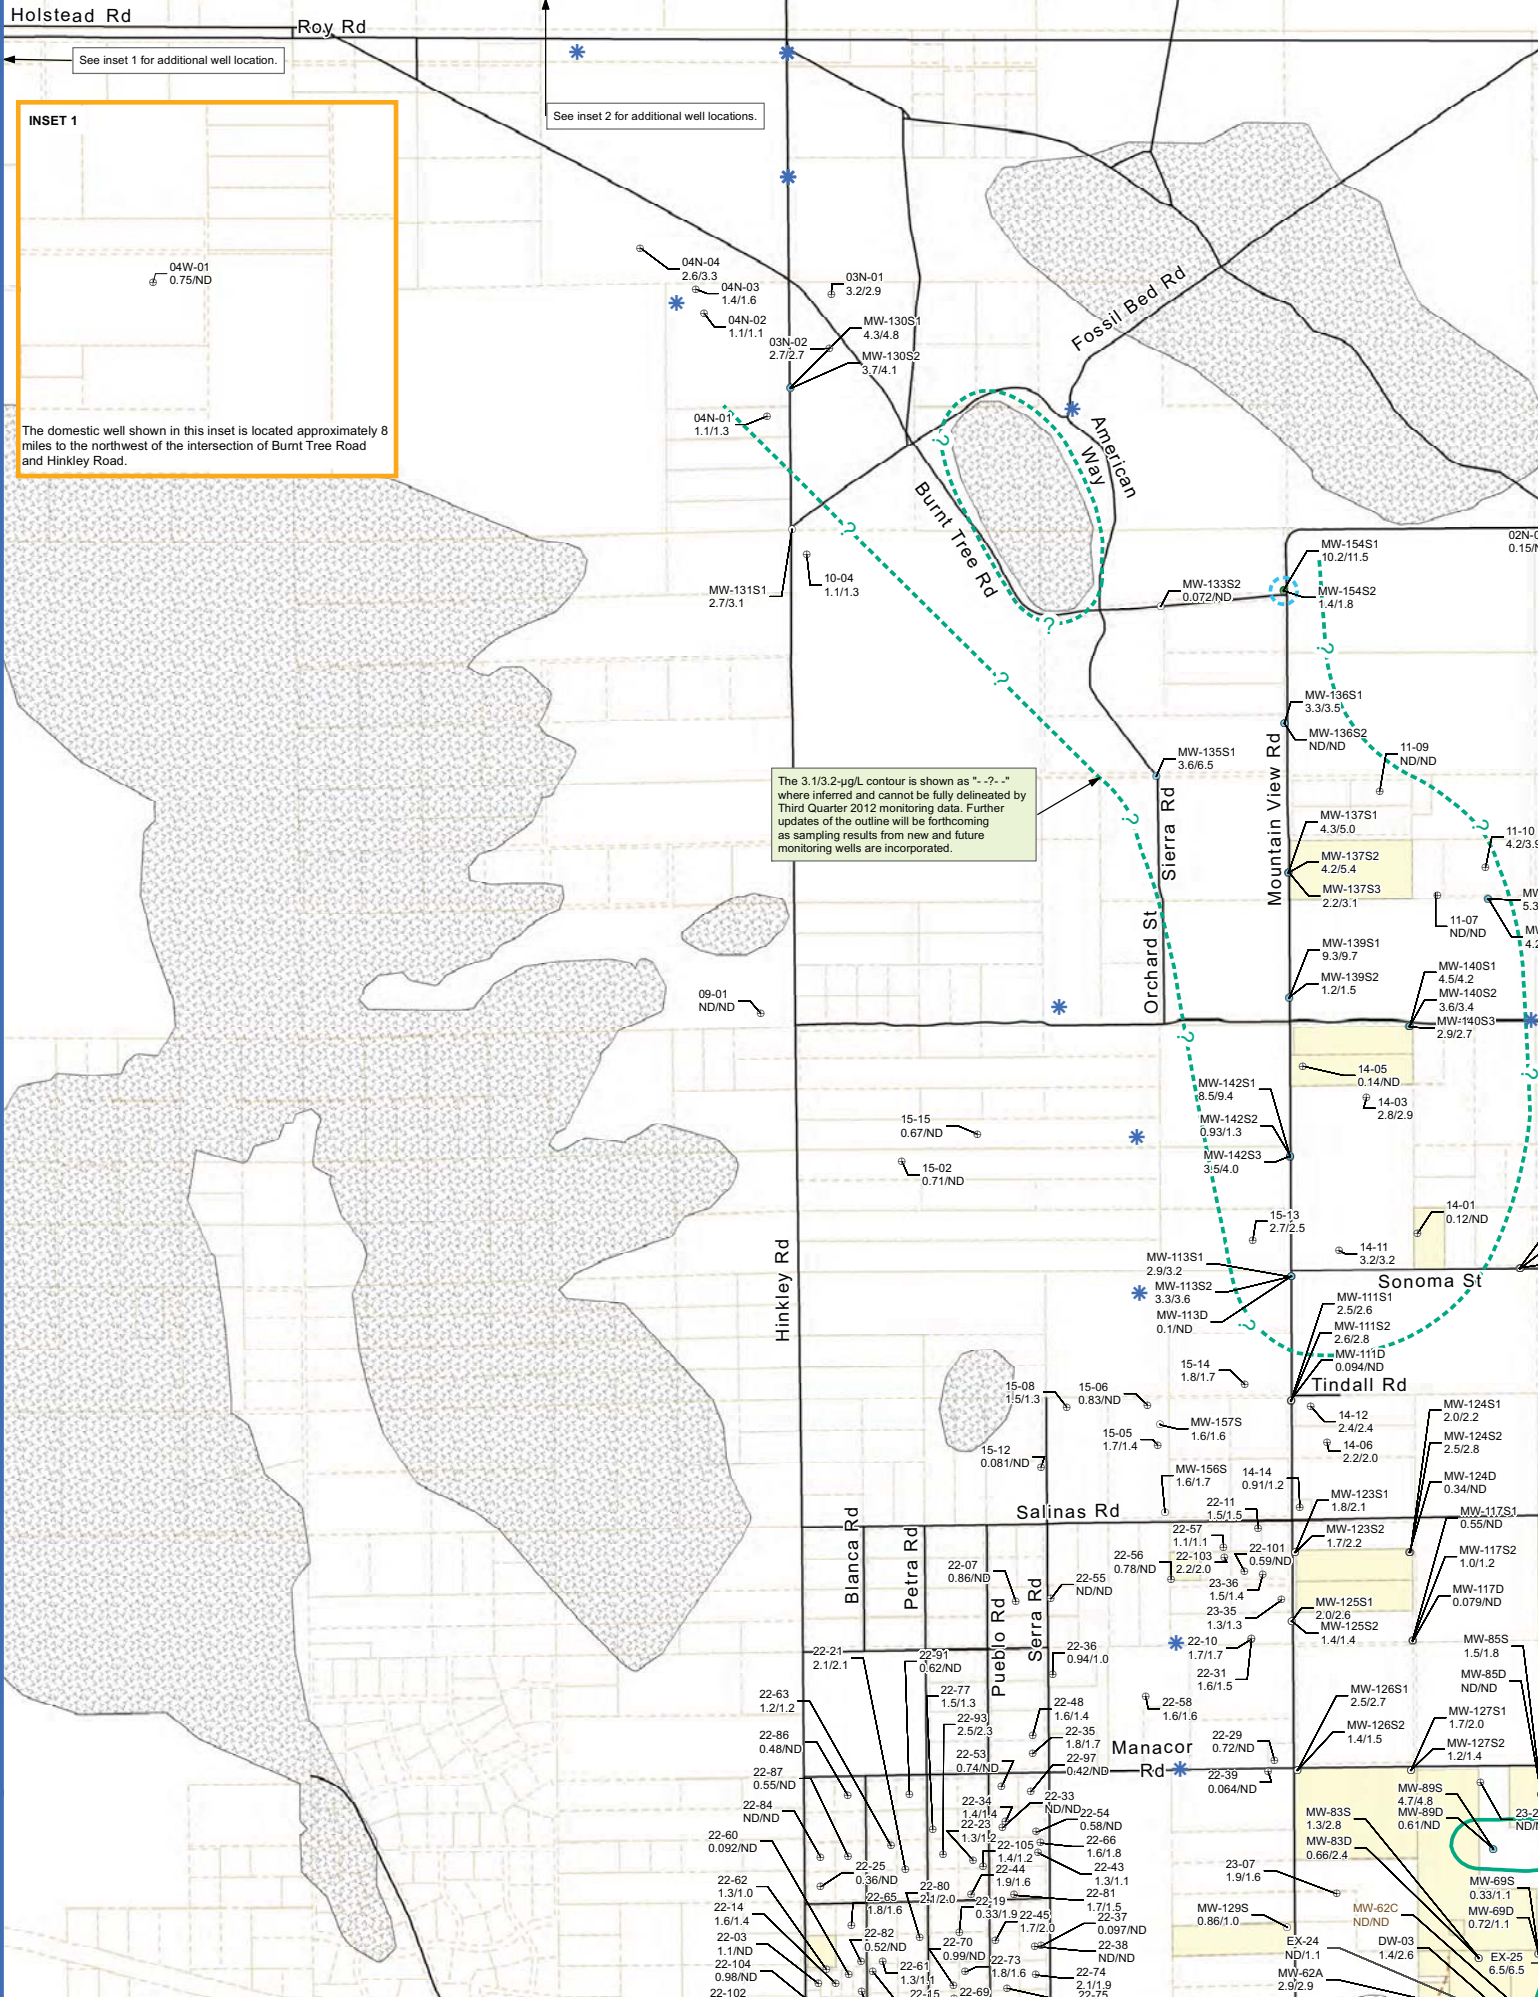 Holstead Rd
Roy Rd
See inset 1 for additional well location.
See inset 2 for additional well locations.
INSET 1
04W-01
0.75/ND
The domestic well shown in this inset is located approximately 8
miles to the northwest of the intersection of Burnt Tree Road
and Hinkley Road.
04N-04
2.6/3.3
04N-03
1.4/1.6
04N-02
1.1/1.1
03N-01
3.2/2.9
03N-02
2.7/2.7
MW-130S1
4.3/4.8
MW-130S2
3.7/4.1
04N-01
1.1/1.3
Fossil Bed Rd
American
Way
Burnt Tree Rd
?
?
?
?
?
?
?
?
?
?
?
MW-131S1
2.7/3.1
10-04
1.1/1.3
MW-133S2
0.072/ND
MW-154S1
10.2/11.5
MW-154S2
1.4/1.8
MW-136S1
3.3/3.5
MW-136S2
ND/ND
11-09
ND/ND
MW-135S1
3.6/6.5
The 3.1/3.2-µg/L contour is shown as "- -?- -"
where inferred and cannot be fully delineated by
Third Quarter 2012 monitoring data. Further
updates of the outline will be forthcoming
as sampling results from new and future
monitoring wells are incorporated.
Mountain View Rd
Sierra Rd
Orchard St
MW-137S1
4.3/5.0
MW-137S2
4.2/5.4
MW-137S3
2.2/3.1
11-10
4.2/3.9
11-07
ND/ND
MW-139S1
9.3/9.7
MW-139S2
1.2/1.5
MW-140S1
4.5/4.2
MW-140S2
3.6/3.4
MW-140S3
2.9/2.7
09-01
ND/ND
14-05
0.14/ND
14-03
2.8/2.9
MW-142S1
8.5/9.4
MW-142S2
0.93/1.3
MW-142S3
3.5/4.0
15-15
0.67/ND
15-02
0.71/ND
15-13
2.7/2.5
14-01
0.12/ND
14-11
3.2/3.2
Sonoma St
Hinkley Rd
MW-113S1
2.9/3.2
MW-113S2
3.3/3.6
MW-113D
0.1/ND
MW-111S1
2.5/2.6
MW-111S2
2.6/2.8
MW-111D
0.094/ND
Tindall Rd
15-14
1.8/1.7
15-08
1.5/1.3
15-06
0.83/ND
MW-157S
1.6/1.6
15-05
1.7/1.4
15-12
0.081/ND
14-12
2.4/2.4
14-06
2.2/2.0
MW-124S1
2.0/2.2
MW-124S2
2.5/2.8
MW-124D
0.34/ND
MW-156S
1.6/1.7
14-14
0.91/1.2
MW-123S1
1.8/2.1
MW-123S2
1.7/2.2
MW-117S1
0.55/ND
MW-117S2
1.0/1.2
MW-117D
0.079/ND
Salinas Rd
Blanca Rd
Petra Rd
Pueblo Rd
Serra Rd
22-11
1.5/1.5
22-57
1.1/1.1
22-56
0.78/ND
22-103
2.2/2.0
22-101
0.59/ND
23-36
1.5/1.4
23-35
1.3/1.3
22-07
0.86/ND
22-55
ND/ND
MW-125S1
2.0/2.6
MW-125S2
1.4/1.4
22-10
1.7/1.7
22-31
1.6/1.5
MW-85S
1.5/1.8
MW-85D
ND/ND
22-21
2.1/2.1
22-91
0.62/ND
22-36
0.94/1.0
22-63
1.2/1.2
22-77
1.5/1.3
22-48
1.6/1.4
22-58
1.6/1.6
MW-126S1
2.5/2.7
MW-126S2
1.4/1.5
MW-127S1
1.7/2.0
MW-127S2
1.2/1.4
22-86
0.48/ND
22-93
2.5/2.3
22-35
1.8/1.7
22-29
0.72/ND
22-53
0.74/ND
22-97
0.42/ND
Manacor
Rd
22-39
0.064/ND
22-87
0.55/ND
22-84
ND/ND
22-34
1.4/1.4
22-33
ND/ND
22-54
0.58/ND
MW-89S
4.7/4.8
MW-89D
0.61/ND
MW-83S
1.3/2.8
MW-83D
0.66/2.4
22-60
0.092/ND
22-23
1.3/1.2
22-105
1.4/1.2
22-66
1.6/1.8
22-43
1.3/1.1
22-25
0.36/ND
22-44
1.9/1.6
23-07
1.9/1.6
22-62
1.3/1.0
22-80
2.1/2.0
22-81
1.7/1.5
MW-69S
0.33/1.1
MW-69D
0.72/1.1
22-14
1.6/1.4
22-65
1.8/1.6
22-19
0.33/1.9
22-45
1.7/2.0
22-37
0.097/ND
MW-129S
0.86/1.0
MW-62C
ND/ND
22-03
1.1/ND
22-82
0.52/ND
22-70
0.99/ND
22-38
ND/ND
EX-24
ND/1.1
DW-03
1.4/2.6
EX-25
6.5/6.5
22-104
0.98/ND
22-61
1.3/1.1
22-73
1.8/1.6
22-74
2.1/1.9
MW-62A
2.9/2.9
22-102
22-15
22-69
22-75